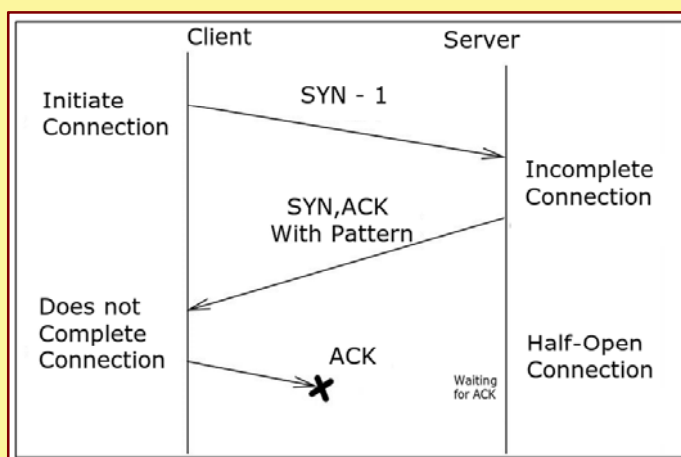 Client
Server
Initiate
Connection
SYN - 1
Incomplete
Connection
SYN,ACK
With Pattern
Does not
Complete
Connection
ACK
Waiting
for ACK
Half-Open
Connection